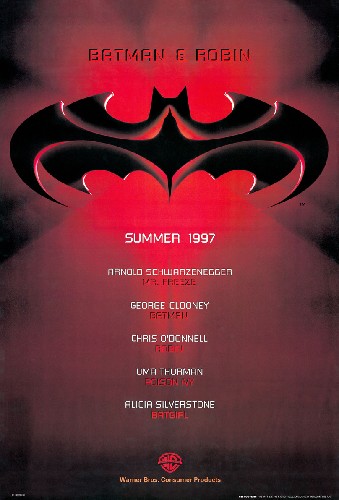 BATMAN & ROBIN
SUMMER 1997
ARNOLD SCHWARZENEGGER
MR. FREEZE
GEORGE CLOONEY
BATMAN
CHRIS O'DONNELL
ROBIN
UMA THURMAN
POISON IVY
ALICIA SILVERSTONE
BATGIRL
Warner Bros. Consumer Products